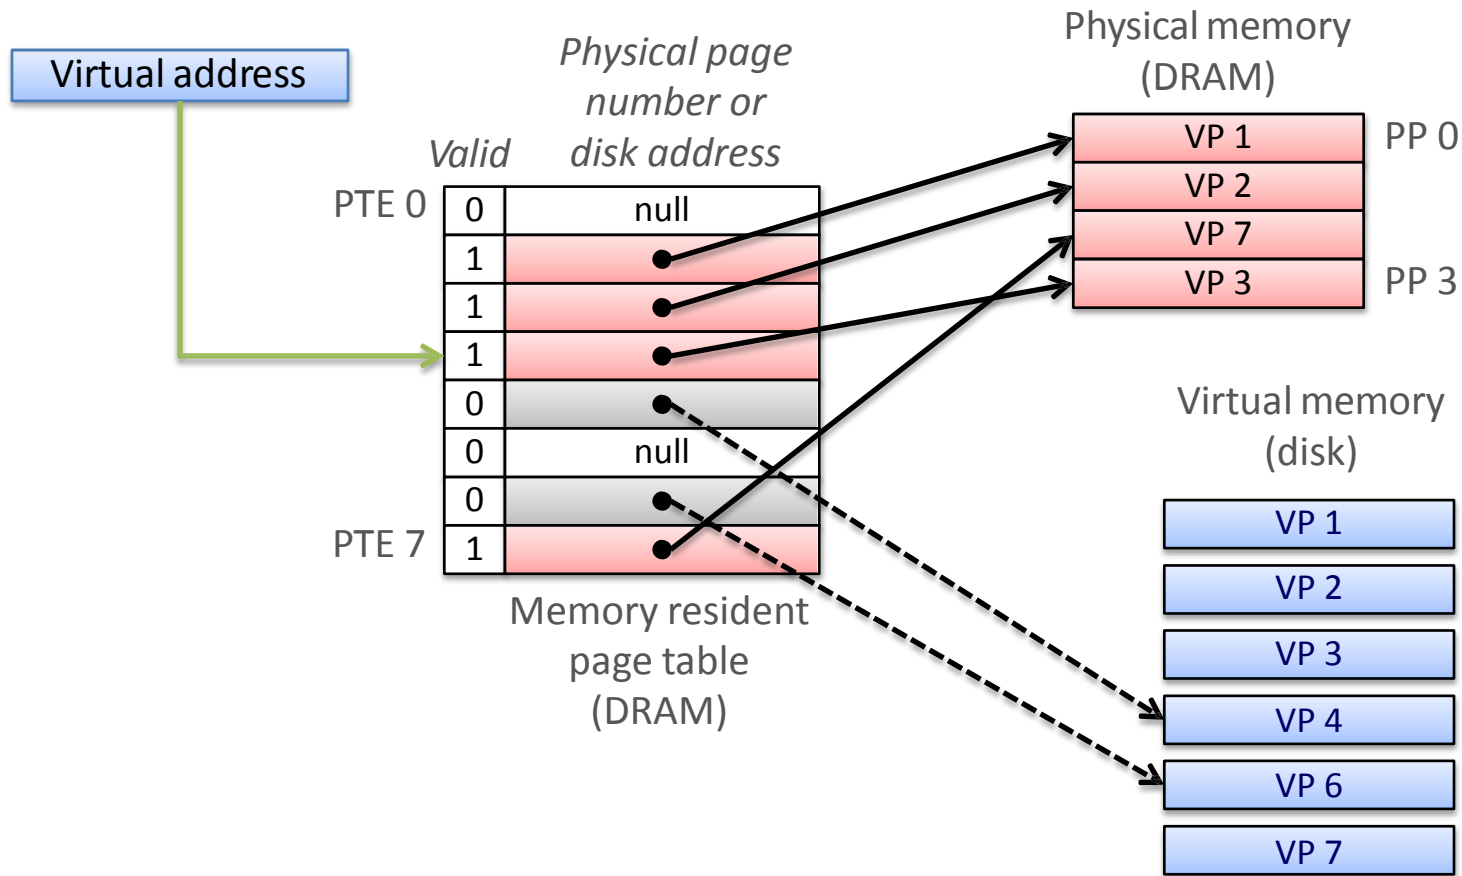 Virtual address
Physical page
number or
disk address
Valid
PTE 0
0 null
1
1
1
0
0 null
0
PTE 7 1
Memory resident
page table
(DRAM)
Physical memory
(DRAM)
VP 1 PP 0
VP 2
VP 7
VP 3 PP 3
Virtual memory
(disk)
VP 1
VP 2
VP 3
VP 4
VP 6
VP 7